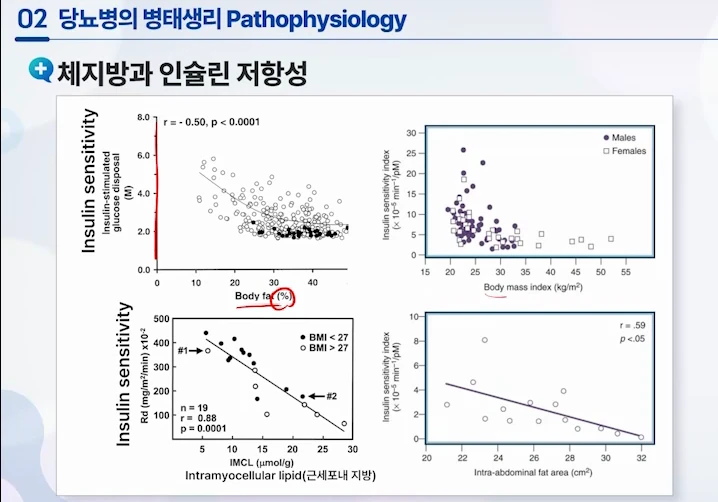 02 당뇨병의 병태생리 Pathophysiology
체지방과 인슐린 저항성
Insulin sensitivity
Insulin-stimulated
glucose disposal
(M)
8.0
6.0
4.0
2.0
0.0
r = - 0.50, p < 0.0001
0
10
20
30
40
Body fat (%)
Insulin sensitivity index
(× 10⁻⁵ min⁻¹/pM)
30
25
20
15
10
5
0
Males
Females
15
20
25
30
35
40
45
50
55
Body mass index (kg/m²)
Insulin sensitivity
Rd (mg/m²/min) x10⁻²
500
400
300
200
100
BMI < 27
BMI > 27
#1
#2
n = 19
r = 0.88
p = 0.0001
5
10
15
20
25
IMCL (μmol/g)
Intramyocellular lipid(근세포내 지방)
Insulin sensitivity index
(× 10⁻⁵ min⁻¹/pM)
10
8
6
4
2
0
r = .59
p <.05
20
22
24
26
28
30
32
Intra-abdominal fat area (cm²)